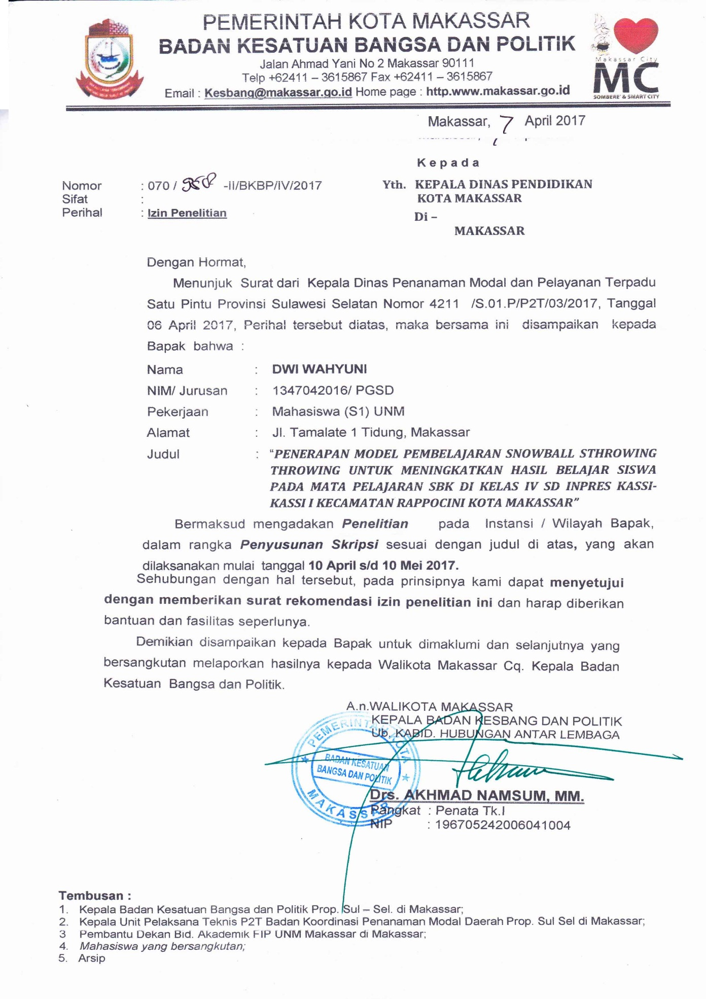 PEMERINTAH KOTA MAKASSAR
BADAN KESATUAN BANGSA DAN POLITIK
Jalan Ahmad Yani No 2 Makassar 90111
Telp +62411 – 3615867 Fax +62411 – 3615867
Email : Kesbang@makassar.go.id Home page : http.www.makassar.go.id
Makassar City
MC
SOMBERE' & SMART CITY
Makassar, 7 April 2017
K e p a d a
Nomor : 070 / -II/BKBP/IV/2017
Sifat :
Perihal : Izin Penelitian
Yth. KEPALA DINAS PENDIDIKAN
KOTA MAKASSAR
Di –
MAKASSAR
Dengan Hormat,
Menunjuk Surat dari Kepala Dinas Penanaman Modal dan Pelayanan Terpadu
Satu Pintu Provinsi Sulawesi Selatan Nomor 4211 /S.01.P/P2T/03/2017, Tanggal
06 April 2017, Perihal tersebut diatas, maka bersama ini disampaikan kepada
Bapak bahwa :
Nama : DWI WAHYUNI
NIM/ Jurusan : 1347042016/ PGSD
Pekerjaan : Mahasiswa (S1) UNM
Alamat : Jl. Tamalate 1 Tidung, Makassar
Judul : “PENERAPAN MODEL PEMBELAJARAN SNOWBALL STHROWING
THROWING UNTUK MENINGKATKAN HASIL BELAJAR SISWA
PADA MATA PELAJARAN SBK DI KELAS IV SD INPRES KASSI-
KASSI I KECAMATAN RAPPOCINI KOTA MAKASSAR”
Bermaksud mengadakan Penelitian pada Instansi / Wilayah Bapak,
dalam rangka Penyusunan Skripsi sesuai dengan judul di atas, yang akan
dilaksanakan mulai tanggal 10 April s/d 10 Mei 2017.
Sehubungan dengan hal tersebut, pada prinsipnya kami dapat menyetujui
dengan memberikan surat rekomendasi izin penelitian ini dan harap diberikan
bantuan dan fasilitas seperlunya.
Demikian disampaikan kepada Bapak untuk dimaklumi dan selanjutnya yang
bersangkutan melaporkan hasilnya kepada Walikota Makassar Cq. Kepala Badan
Kesatuan Bangsa dan Politik.
A.n.WALIKOTA MAKASSAR
KEPALA BADAN KESBANG DAN POLITIK
Ub. KABID. HUBUNGAN ANTAR LEMBAGA
PEMERINTAH KOTA
BADAN KESATUAN
BANGSA DAN POLITIK
MAKASSAR
Drs. AKHMAD NAMSUM, MM.
Pangkat : Penata Tk.I
NIP : 196705242006041004
Tembusan :
1. Kepala Badan Kesatuan Bangsa dan Politik Prop. Sul – Sel. di Makassar;
2. Kepala Unit Pelaksana Teknis P2T Badan Koordinasi Penanaman Modal Daerah Prop. Sul Sel di Makassar;
3 Pembantu Dekan Bid. Akademik FIP UNM Makassar di Makassar;
4. Mahasiswa yang bersangkutan;
5. Arsip